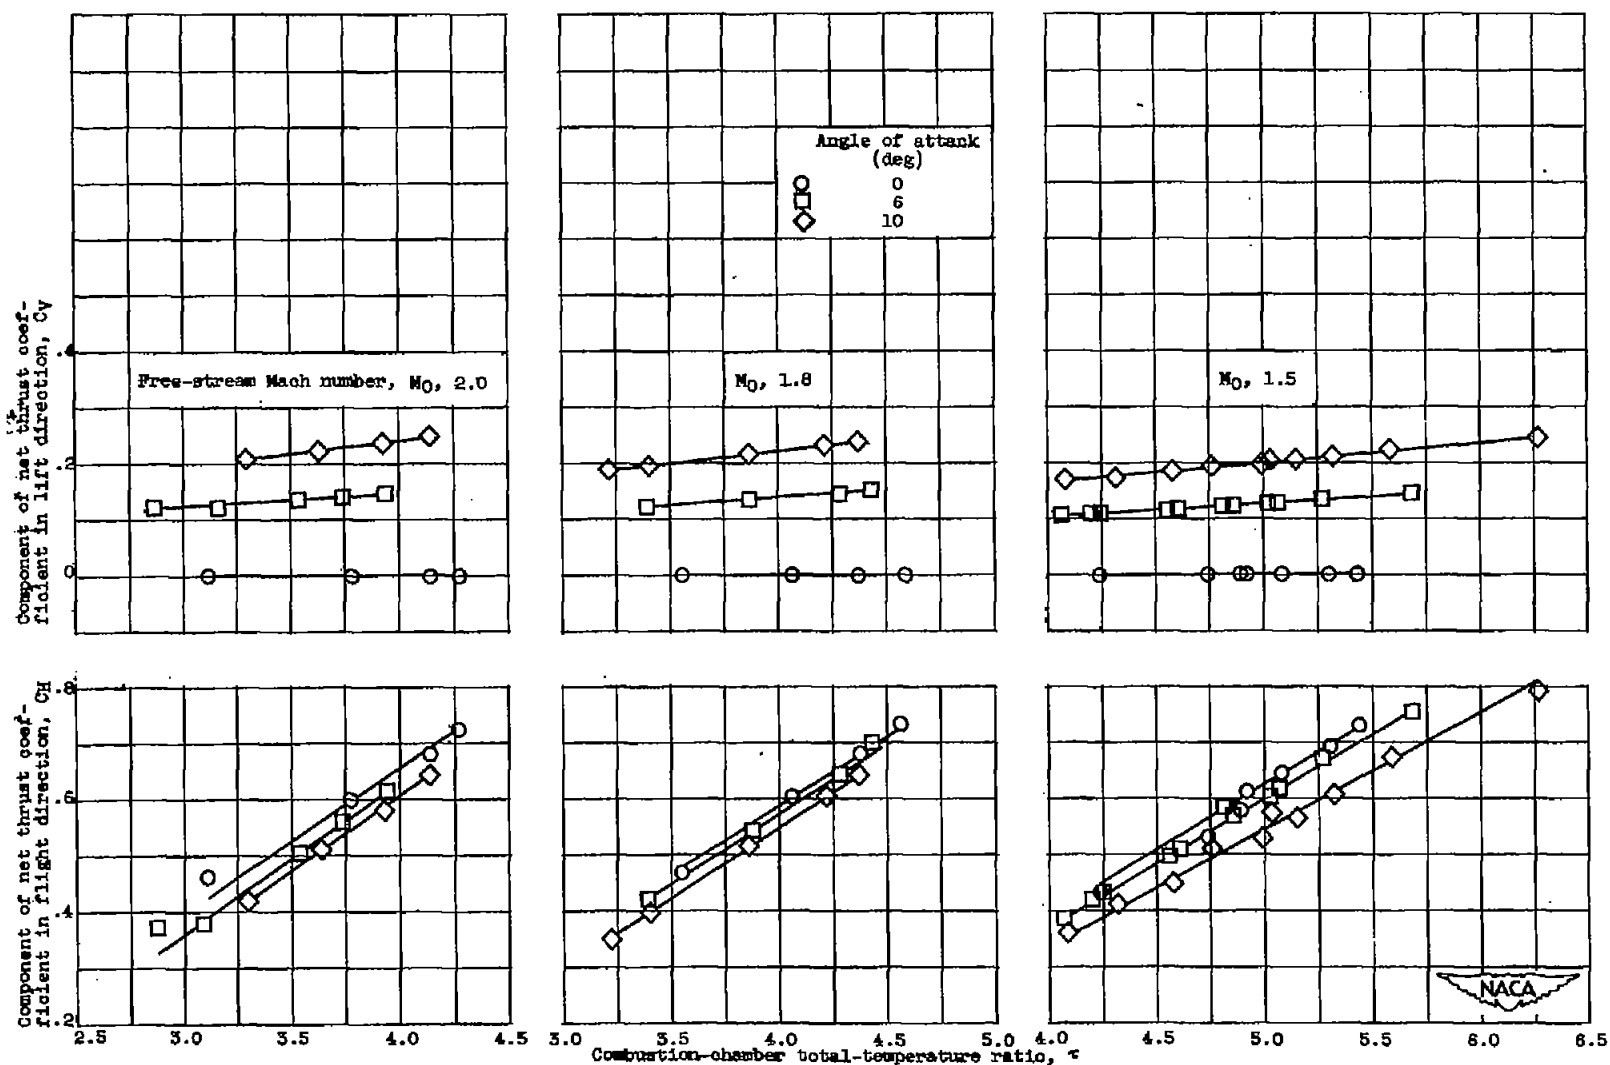 Angle of attack
(deg)
0
6
10
Component of net thrust coef-
ficient in lift direction, CV
.4
.2
0
Free-stream Mach number, M0, 2.0
M0, 1.8
M0, 1.5
Component of net thrust coef-
ficient in flight direction, CH
.8
.6
.4
.2
2.5 3.0 3.5 4.0 4.5
3.0 3.5 4.0 4.5 5.0
4.0 4.5 5.0 5.5 6.0 6.5
Combustion-chamber total-temperature ratio, τ
NACA